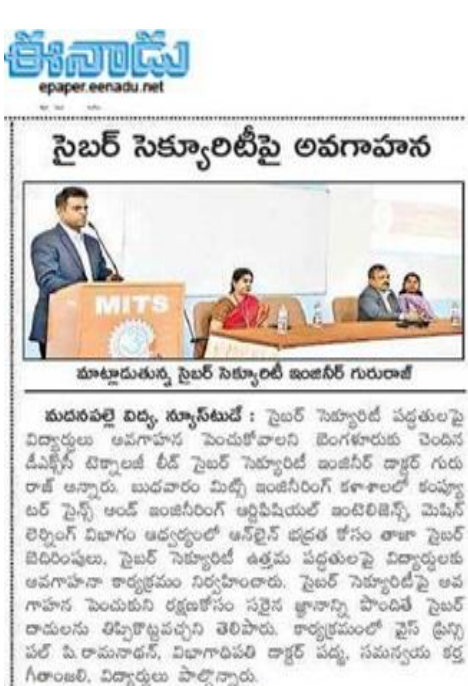 ఈనాడు
epaper.eenadu.net
సైబర్ సెక్యూరిటీపై అవగాహన
MITS
మాట్లాడుతున్న సైబర్ సెక్యూరిటీ ఇంజినీర్ గురురాజ్
మదనపల్లె విద్య, న్యూస్‌టుడే : సైబర్ సెక్యూరిటీ పద్ధతులపై
విద్యార్థులు అవగాహన పెంచుకోవాలని బెంగళూరుకు చెందిన
డీఎక్స్‌సీ టెక్నాలజీ లీడ్ సైబర్ సెక్యూరిటీ ఇంజినీర్ డాక్టర్ గురు
రాజ్ అన్నారు. బుధవారం మిట్స్ ఇంజినీరింగ్ కళాశాలలో కంప్యూ
టర్ సైన్స్ అండ్ ఇంజినీరింగ్ ఆర్టిఫిషియల్ ఇంటెలిజెన్స్, మెషిన్
లెర్నింగ్ విభాగం ఆధ్వర్యంలో ఆన్‌లైన్ భద్రత కోసం తాజా సైబర్
బెదిరింపులు, సైబర్ సెక్యూరిటీ ఉత్తమ పద్ధతులపై విద్యార్థులకు
అవగాహనా కార్యక్రమం నిర్వహించారు. సైబర్ సెక్యూరిటీపై అవ
గాహన పెంచుకుని రక్షణకోసం సరైన జ్ఞానాన్ని పొందితే సైబర్
దాడులను తిప్పికొట్టవచ్చని తెలిపారు. కార్యక్రమంలో వైస్ ప్రిన్సి
పల్ పి.రామనాథన్, విభాగాధిపతి డాక్టర్ పద్మ, సమన్వయ కర్త
గీతాంజలి, విద్యార్థులు పాల్గొన్నారు.